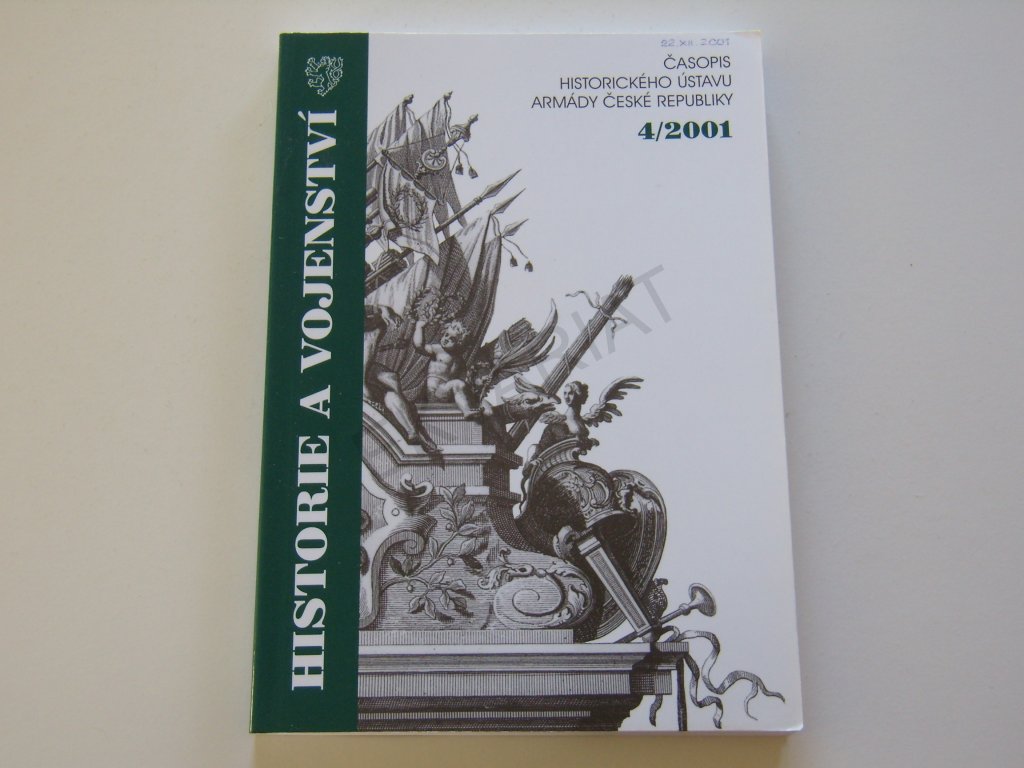 22.XII.2001
ČASOPIS
HISTORICKÉHO ÚSTAVU
ARMÁDY ČESKÉ REPUBLIKY
4/2001
HISTORIE A VOJENSTVÍ